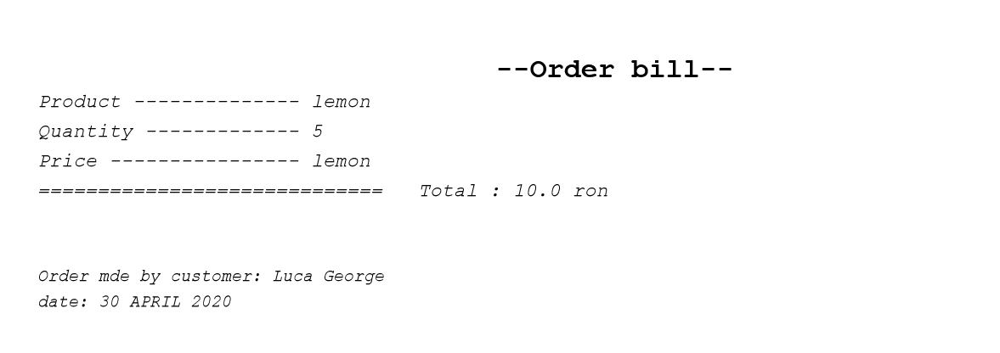 --Order bill--
Product -------------- lemon
Quantity ------------- 5
Price ---------------- lemon
============================= Total : 10.0 ron
Order mde by customer: Luca George
date: 30 APRIL 2020